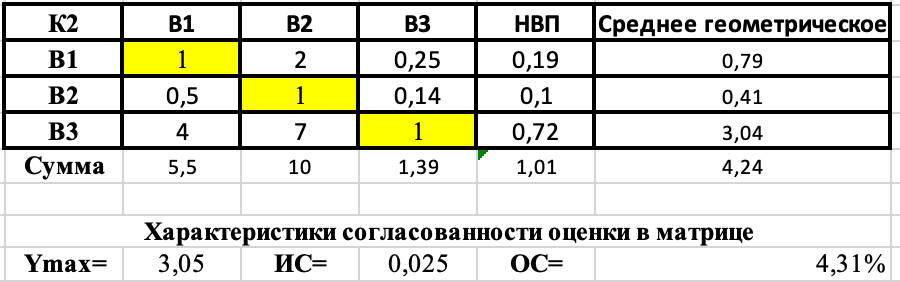 К2 В1 В2 В3 НВП Среднее геометрическое
В1 1 2 0,25 0,19 0,79
В2 0,5 1 0,14 0,1 0,41
В3 4 7 1 0,72 3,04
Сумма 5,5 10 1,39 1,01 4,24
Характеристики согласованности оценки в матрице
Ymax= 3,05 ИС= 0,025 ОС= 4,31%